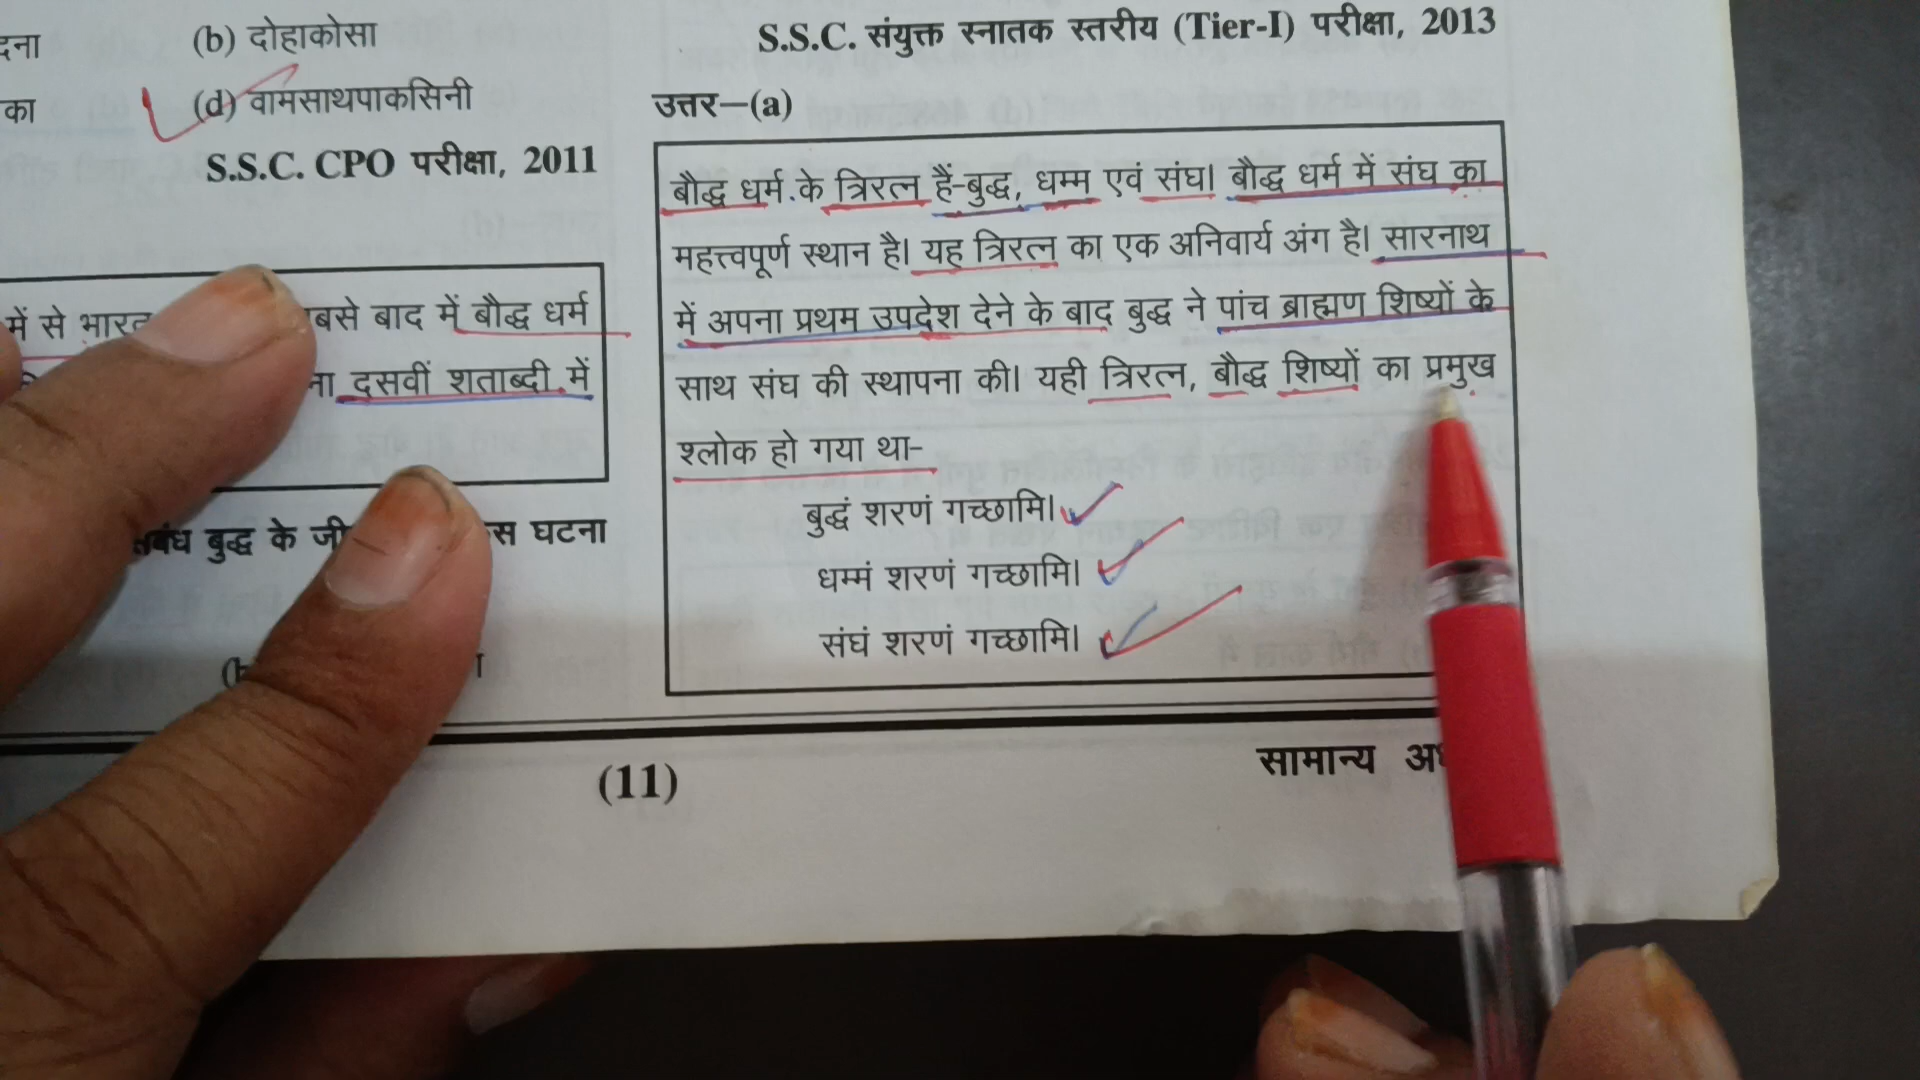 दना (b) दोहाकोसा
का (d) वामसाथपाकसिनी
S.S.C. CPO परीक्षा, 2011
में से भारत बसे बाद में बौद्ध धर्म
ना दसवीं शताब्दी में
बुद्ध के जी स घटना
S.S.C. संयुक्त स्नातक स्तरीय (Tier-I) परीक्षा, 2013
उत्तर–(a)
बौद्ध धर्म के त्रिरत्न हैं-बुद्ध, धम्म एवं संघ। बौद्ध धर्म में संघ का
महत्त्वपूर्ण स्थान है। यह त्रिरत्न का एक अनिवार्य अंग है। सारनाथ
में अपना प्रथम उपदेश देने के बाद बुद्ध ने पांच ब्राह्मण शिष्यों के
साथ संघ की स्थापना की। यही त्रिरत्न, बौद्ध शिष्यों का प्रमुख
श्लोक हो गया था-
बुद्धं शरणं गच्छामि।
धम्मं शरणं गच्छामि।
संघं शरणं गच्छामि।
(11)
सामान्य